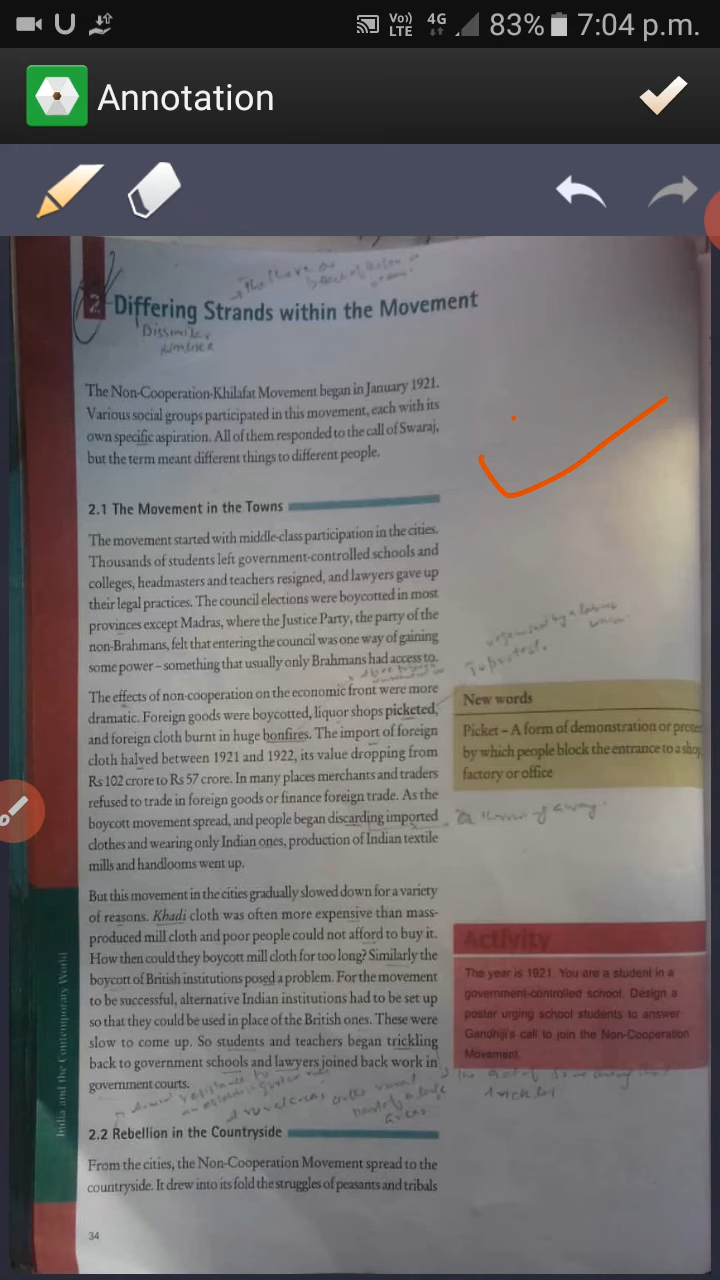 Vo))
LTE
4G
83%
7:04 p.m.
Annotation
2 Differing Strands within the Movement
Dissimilar
The Non-Cooperation-Khilafat Movement began in January 1921.
Various social groups participated in this movement, each with its
own specific aspiration. All of them responded to the call of Swaraj,
but the term meant different things to different people.
2.1 The Movement in the Towns
The movement started with middle-class participation in the cities.
Thousands of students left government-controlled schools and
colleges, headmasters and teachers resigned, and lawyers gave up
their legal practices. The council elections were boycotted in most
provinces except Madras, where the Justice Party, the party of the
non-Brahmans, felt that entering the council was one way of gaining
some power – something that usually only Brahmans had access to.
The effects of non-cooperation on the economic front were more
dramatic. Foreign goods were boycotted, liquor shops picketed,
and foreign cloth burnt in huge bonfires. The import of foreign
cloth halved between 1921 and 1922, its value dropping from
Rs 102 crore to Rs 57 crore. In many places merchants and traders
refused to trade in foreign goods or finance foreign trade. As the
boycott movement spread, and people began discarding imported
clothes and wearing only Indian ones, production of Indian textile
mills and handlooms went up.
But this movement in the cities gradually slowed down for a variety
of reasons. Khadi cloth was often more expensive than mass-
produced mill cloth and poor people could not afford to buy it.
How then could they boycott mill cloth for too long? Similarly the
boycott of British institutions posed a problem. For the movement
to be successful, alternative Indian institutions had to be set up
so that they could be used in place of the British ones. These were
slow to come up. So students and teachers began trickling
back to government schools and lawyers joined back work in
government courts.
2.2 Rebellion in the Countryside
From the cities, the Non-Cooperation Movement spread to the
countryside. It drew into its fold the struggles of peasants and tribals
organised by a labour
To protest.
New words
Picket – A form of demonstration or prote
by which people block the entrance to a shop
factory or office
throwing away.
Activity
The year is 1921. You are a student in a
government-controlled school. Design a
poster urging school students to answer
Gandhiji's call to join the Non-Cooperation
Movement.
India and the Contemporary World
34